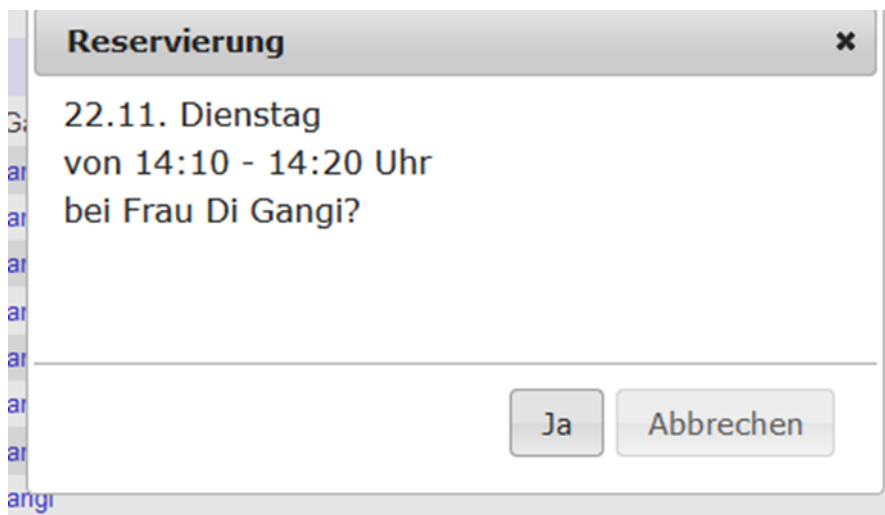 Reservierung
22.11. Dienstag
von 14:10 - 14:20 Uhr
bei Frau Di Gangi?
Ja Abbrechen